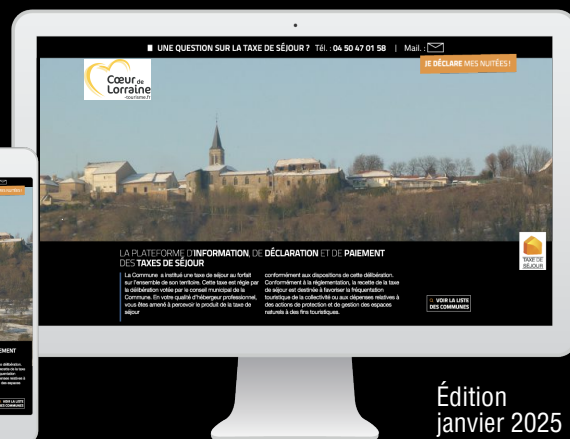 UNE QUESTION SUR LA TAXE DE SÉJOUR ? Tél. : 04 50 47 01 58 | Mail. :
JE DÉCLARE MES NUITÉES !
Cœur de
Lorraine
-tourisme.fr
LA PLATEFORME D'INFORMATION, DE DÉCLARATION ET DE PAIEMENT
DES TAXES DE SÉJOUR
La Commune a institué une taxe de séjour au forfait
sur l'ensemble de son territoire. Cette taxe est régie par
la délibération votée par le conseil municipal de la
Commune. En votre qualité d'hébergeur professionnel,
vous êtes amené à percevoir le produit de la taxe de
séjour
conformément aux dispositions de cette délibération.
Conformément à la réglementation, la recette de la taxe
de séjour est destinée à favoriser la fréquentation
touristique de la collectivité ou aux dépenses relatives à
des actions de protection et de gestion des espaces
naturels à des fins touristiques.
TAXE DE
SÉJOUR
VOIR LA LISTE
DES COMMUNES
Édition
janvier 2025